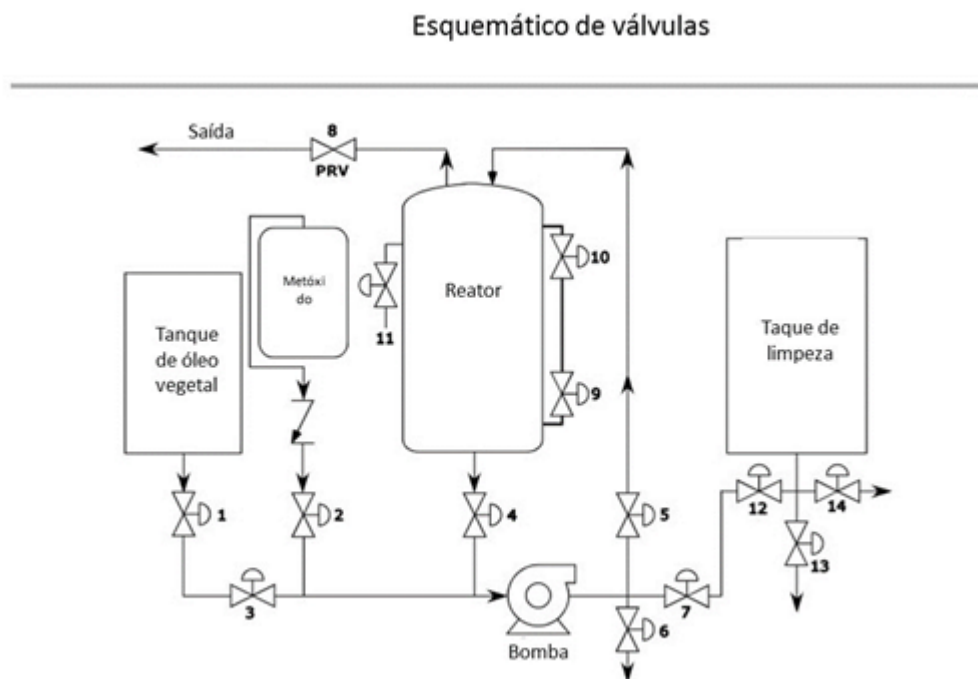 Esquemático de válvulas
Saída
8
PRV
10
Metóxi
do
Reator
11
Tanque
de óleo
vegetal
Taque de
limpeza
9
1
2
4
5
12
14
13
3
7
6
Bomba